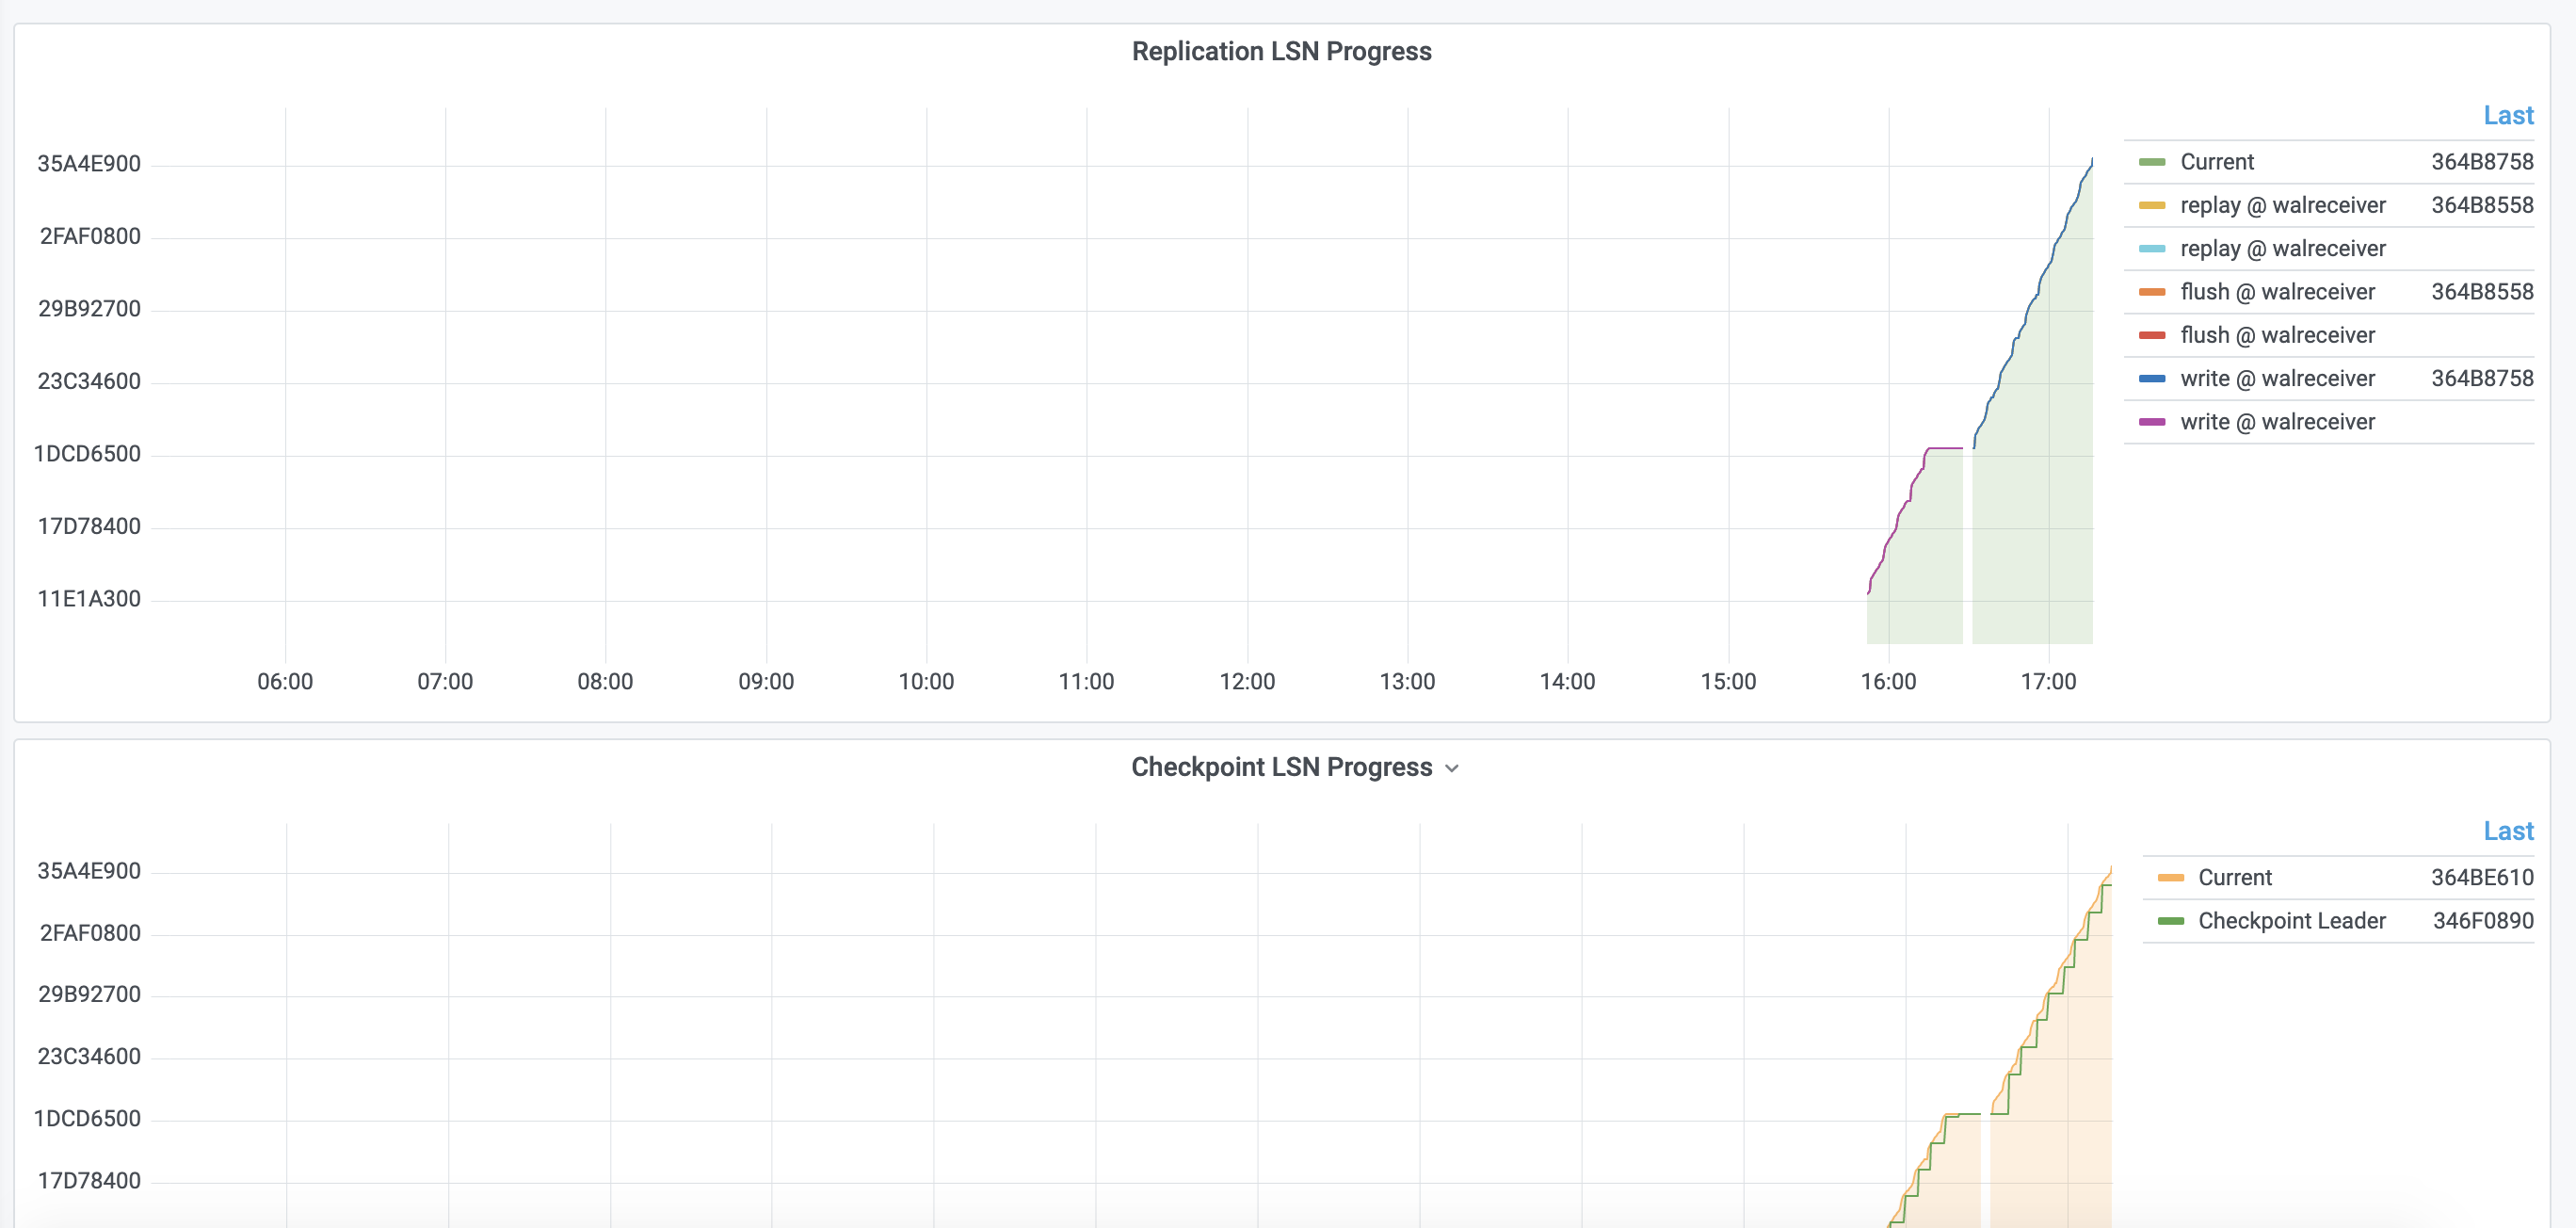 Replication LSN Progress
Last
35A4E900
2FAF0800
29B92700
23C34600
1DCD6500
17D78400
11E1A300
06:00 07:00 08:00 09:00 10:00 11:00 12:00 13:00 14:00 15:00 16:00 17:00
Current 364B8758
replay @ walreceiver 364B8558
replay @ walreceiver
flush @ walreceiver 364B8558
flush @ walreceiver
write @ walreceiver 364B8758
write @ walreceiver
Checkpoint LSN Progress
Last
35A4E900
2FAF0800
29B92700
23C34600
1DCD6500
17D78400
Current 364BE610
Checkpoint Leader 346F0890